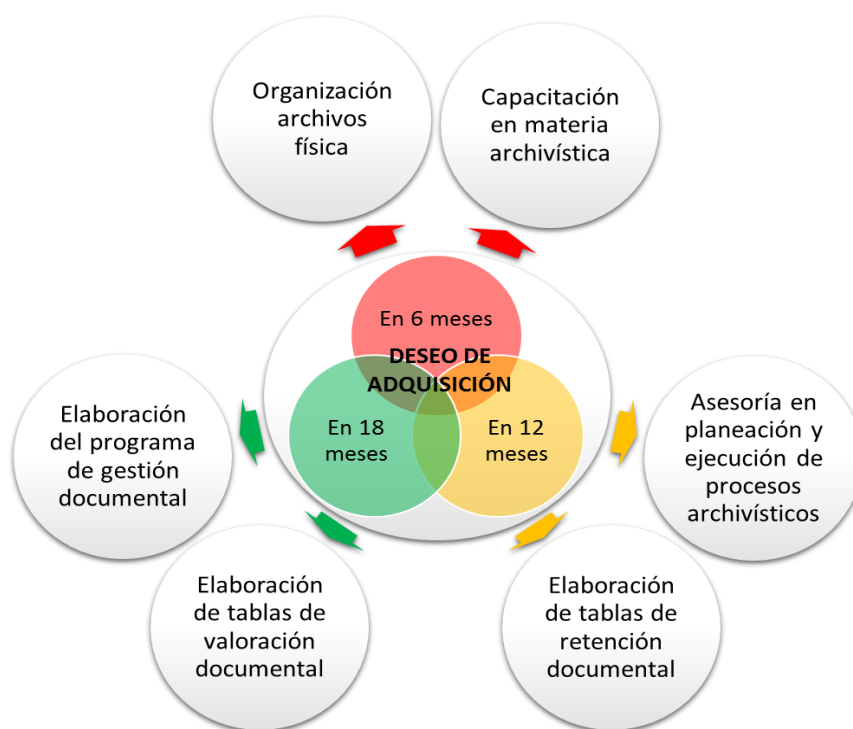 Organización
archivos
física
Capacitación
en materia
archivística
En 6 meses
DESEO DE
ADQUISICIÓN
En 18
meses
En 12
meses
Elaboración
del programa
de gestión
documental
Asesoría en
planeación y
ejecución de
procesos
archivísticos
Elaboración
de tablas de
valoración
documental
Elaboración
de tablas de
retención
documental